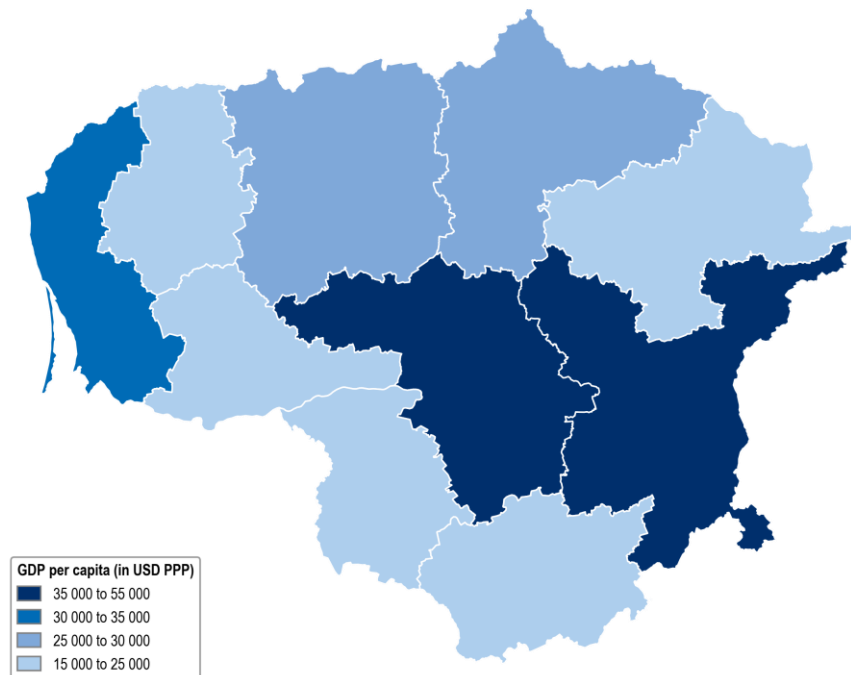 GDP per capita (in USD PPP)
35 000 to 55 000
30 000 to 35 000
25 000 to 30 000
15 000 to 25 000